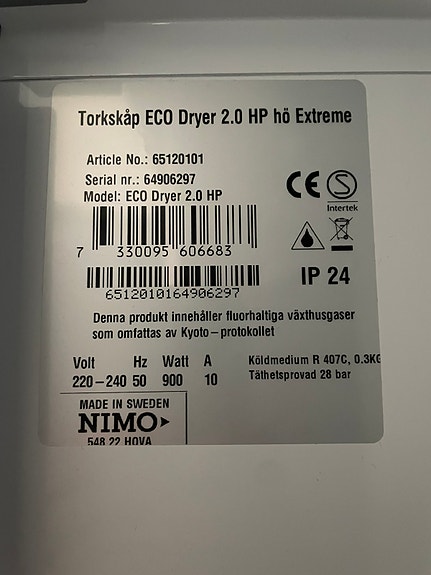 Torkskåp ECO Dryer 2.0 HP hö Extreme
Article No.: 65120101
Serial nr.: 64906297
Model: ECO Dryer 2.0 HP
CE S
Intertek
7 330095 606683
IP 24
6512010164906297
Denna produkt innehåller fluorhaltiga växthusgaser
som omfattas av Kyoto-protokollet
Volt Hz Watt A
220-240 50 900 10
Köldmedium R 407C, 0.3KG
Täthetsprovad 28 bar
MADE IN SWEDEN
NIMO
548 22 HOVA